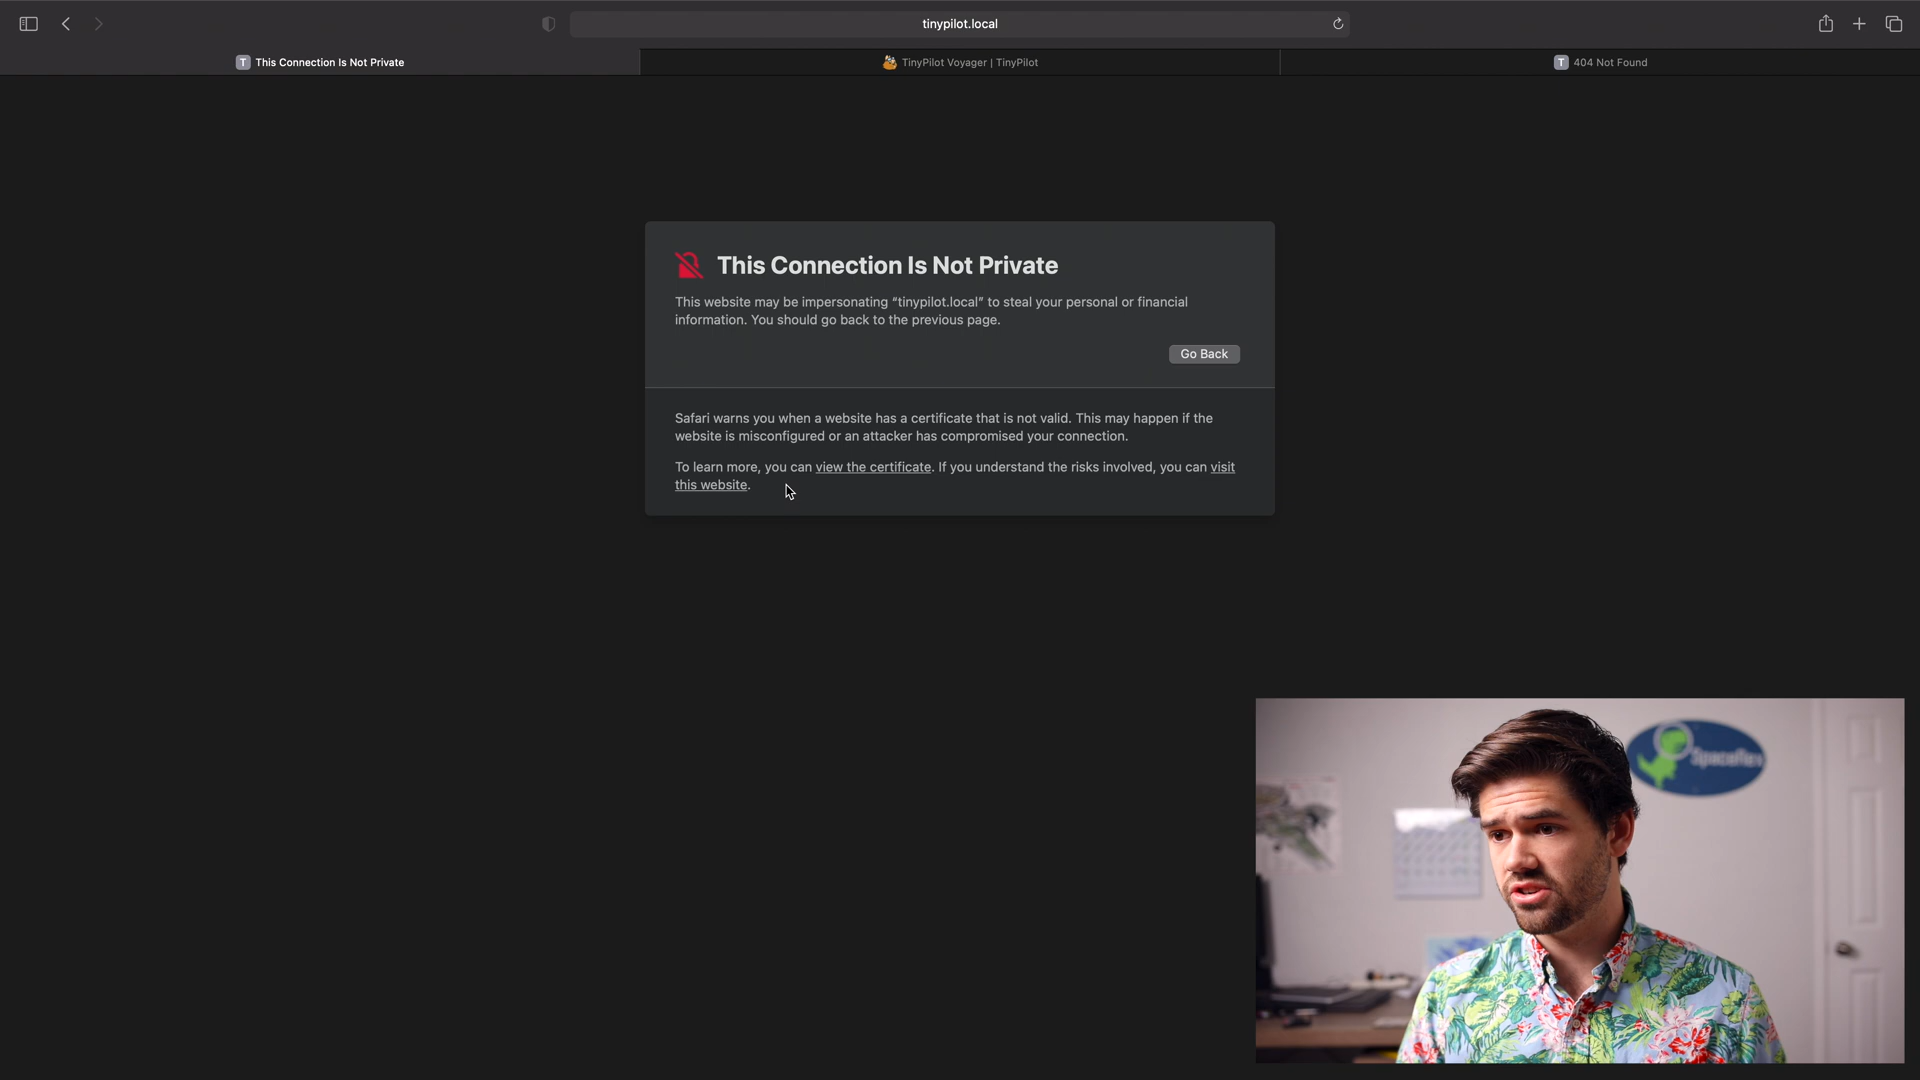 tinypilot.local
T This Connection Is Not Private
TinyPilot Voyager | TinyPilot
T 404 Not Found
This Connection Is Not Private
This website may be impersonating “tinypilot.local” to steal your personal or financial
information. You should go back to the previous page.
Go Back
Safari warns you when a website has a certificate that is not valid. This may happen if the
website is misconfigured or an attacker has compromised your connection.
To learn more, you can view the certificate. If you understand the risks involved, you can visit
this website.
SpaceRex